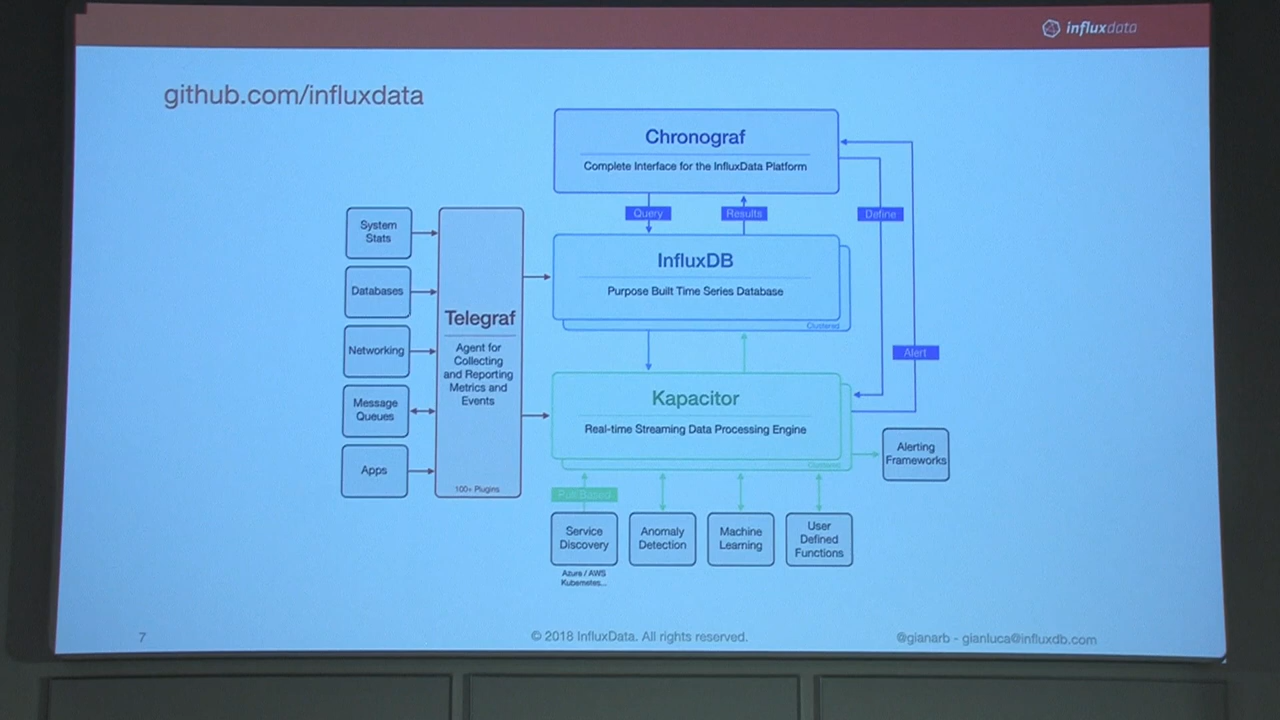 influxdata
github.com/influxdata
Chronograf
Complete Interface for the InfluxData Platform
Query
Results
Define
System
Stats
Databases
Networking
Message
Queues
Apps
Telegraf
Agent for
Collecting
and Reporting
Metrics and
Events
100+ Plugins
InfluxDB
Purpose Built Time Series Database
Clustered
Alert
Kapacitor
Real-time Streaming Data Processing Engine
Clustered
Alerting
Frameworks
Pull Based
Service
Discovery
Azure / AWS
Kubernetes...
Anomaly
Detection
Machine
Learning
User
Defined
Functions
7
© 2018 InfluxData. All rights reserved.
@gianarb - gianluca@influxdb.com